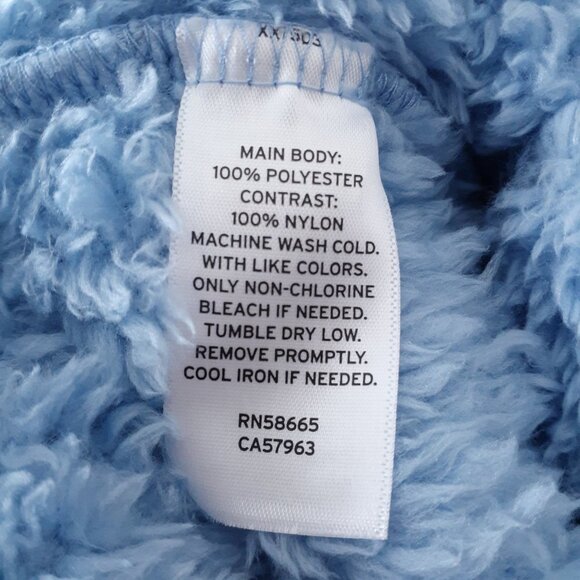 MAIN BODY:
100% POLYESTER
CONTRAST:
100% NYLON
MACHINE WASH COLD.
WITH LIKE COLORS.
ONLY NON-CHLORINE
BLEACH IF NEEDED.
TUMBLE DRY LOW.
REMOVE PROMPTLY.
COOL IRON IF NEEDED.
RN58665
CA57963